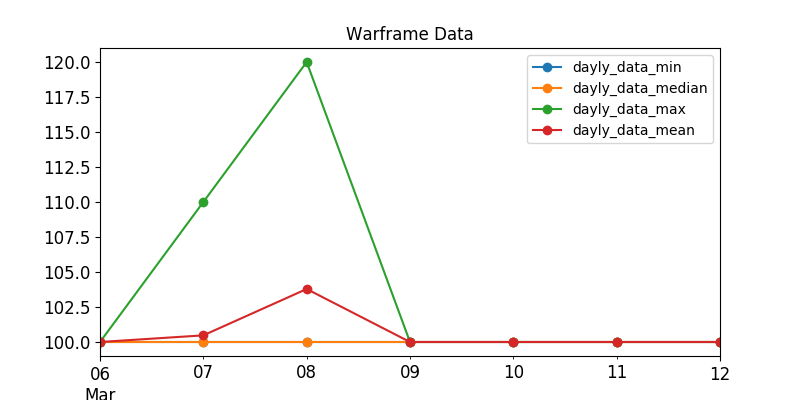 Warframe Data
dayly_data_min
dayly_data_median
dayly_data_max
dayly_data_mean
120.0
117.5
115.0
112.5
110.0
107.5
105.0
102.5
100.0
06 07 08 09 10 11 12
Mar